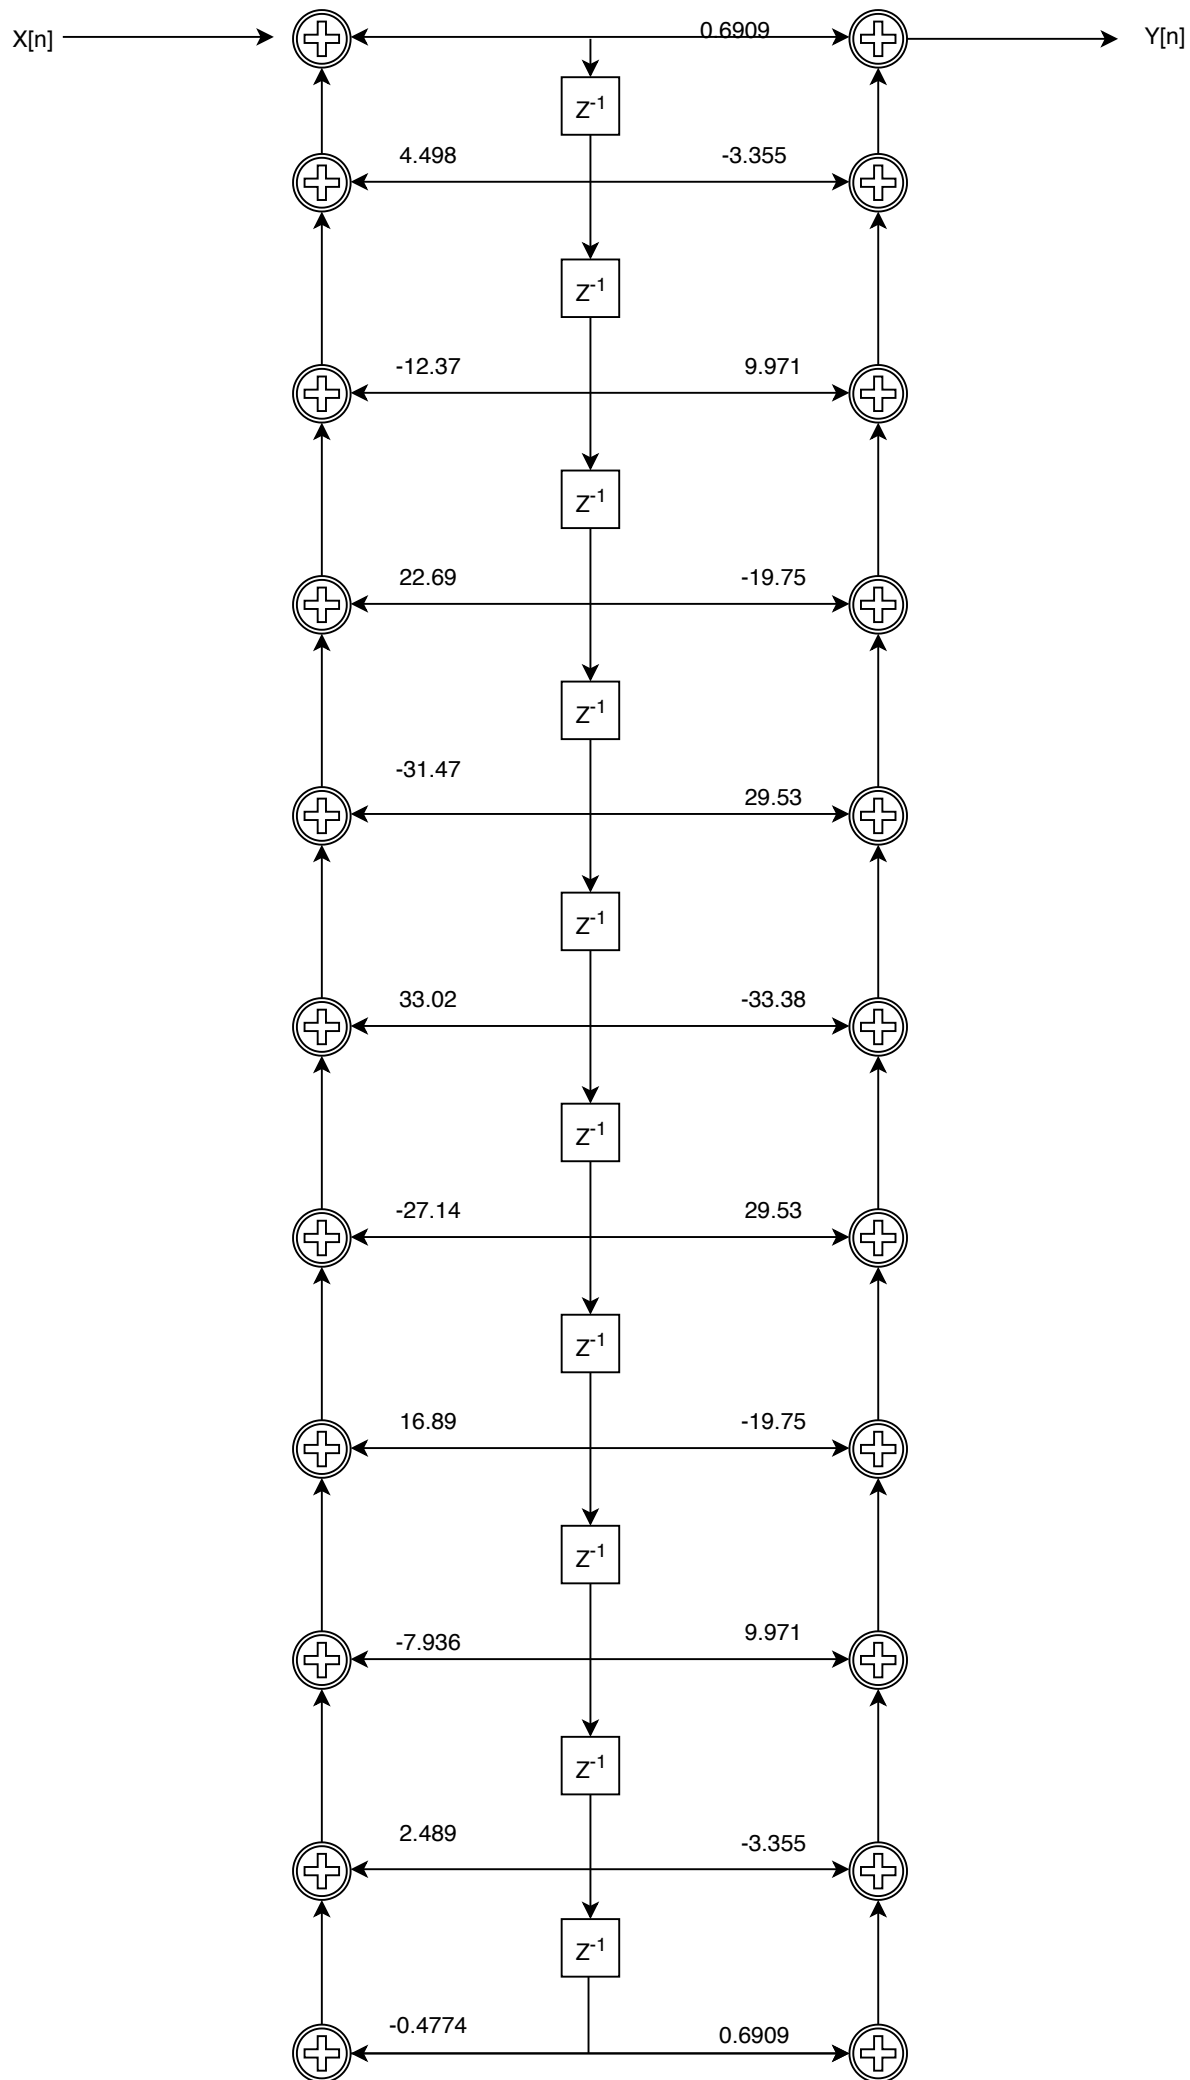 X[n] 0.6909 Y[n]
Z-1
4.498 -3.355
Z-1
-12.37 9.971
Z-1
22.69 -19.75
Z-1
-31.47 29.53
Z-1
33.02 -33.38
Z-1
-27.14 29.53
Z-1
16.89 -19.75
Z-1
-7.936 9.971
Z-1
2.489 -3.355
Z-1
-0.4774 0.6909